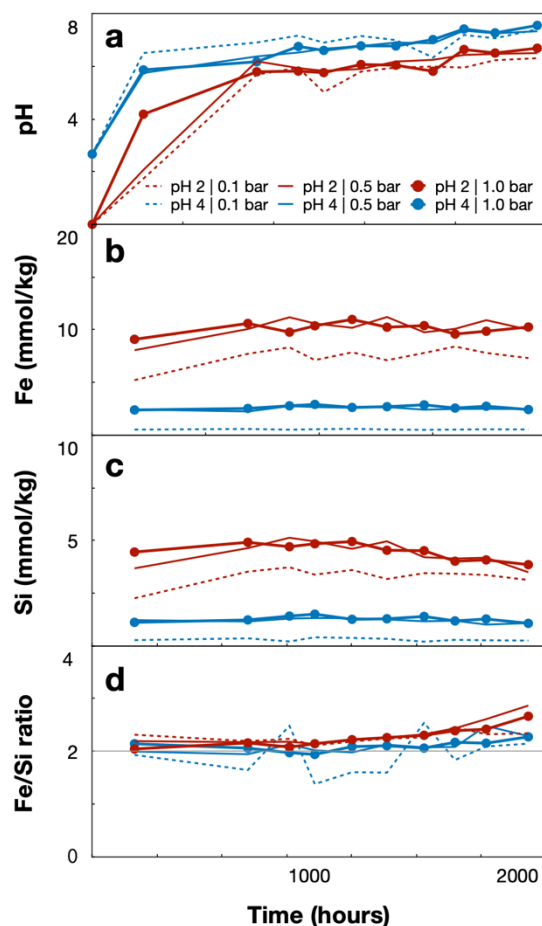 8
a
4
pH
pH 2 | 0.1 bar pH 2 | 0.5 bar pH 2 | 1.0 bar
pH 4 | 0.1 bar pH 4 | 0.5 bar pH 4 | 1.0 bar
20
b
10
Fe (mmol/kg)
10
c
5
Si (mmol/kg)
4
d
2
Fe/Si ratio
0
1000 2000
Time (hours)